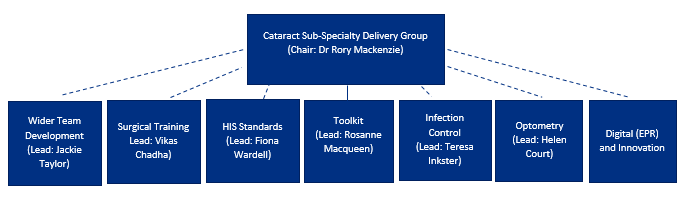 Cataract Sub-Specialty Delivery Group
(Chair: Dr Rory Mackenzie)
Wider Team
Development
(Lead: Jackie
Taylor)
Surgical Training
Lead: Vikas
Chadha)
HIS Standards
(Lead: Fiona
Wardell)
Toolkit
(Lead: Rosanne
Macqueen)
Infection
Control
(Lead: Teresa
Inkster)
Optometry
(Lead: Helen
Court)
Digital (EPR)
and Innovation